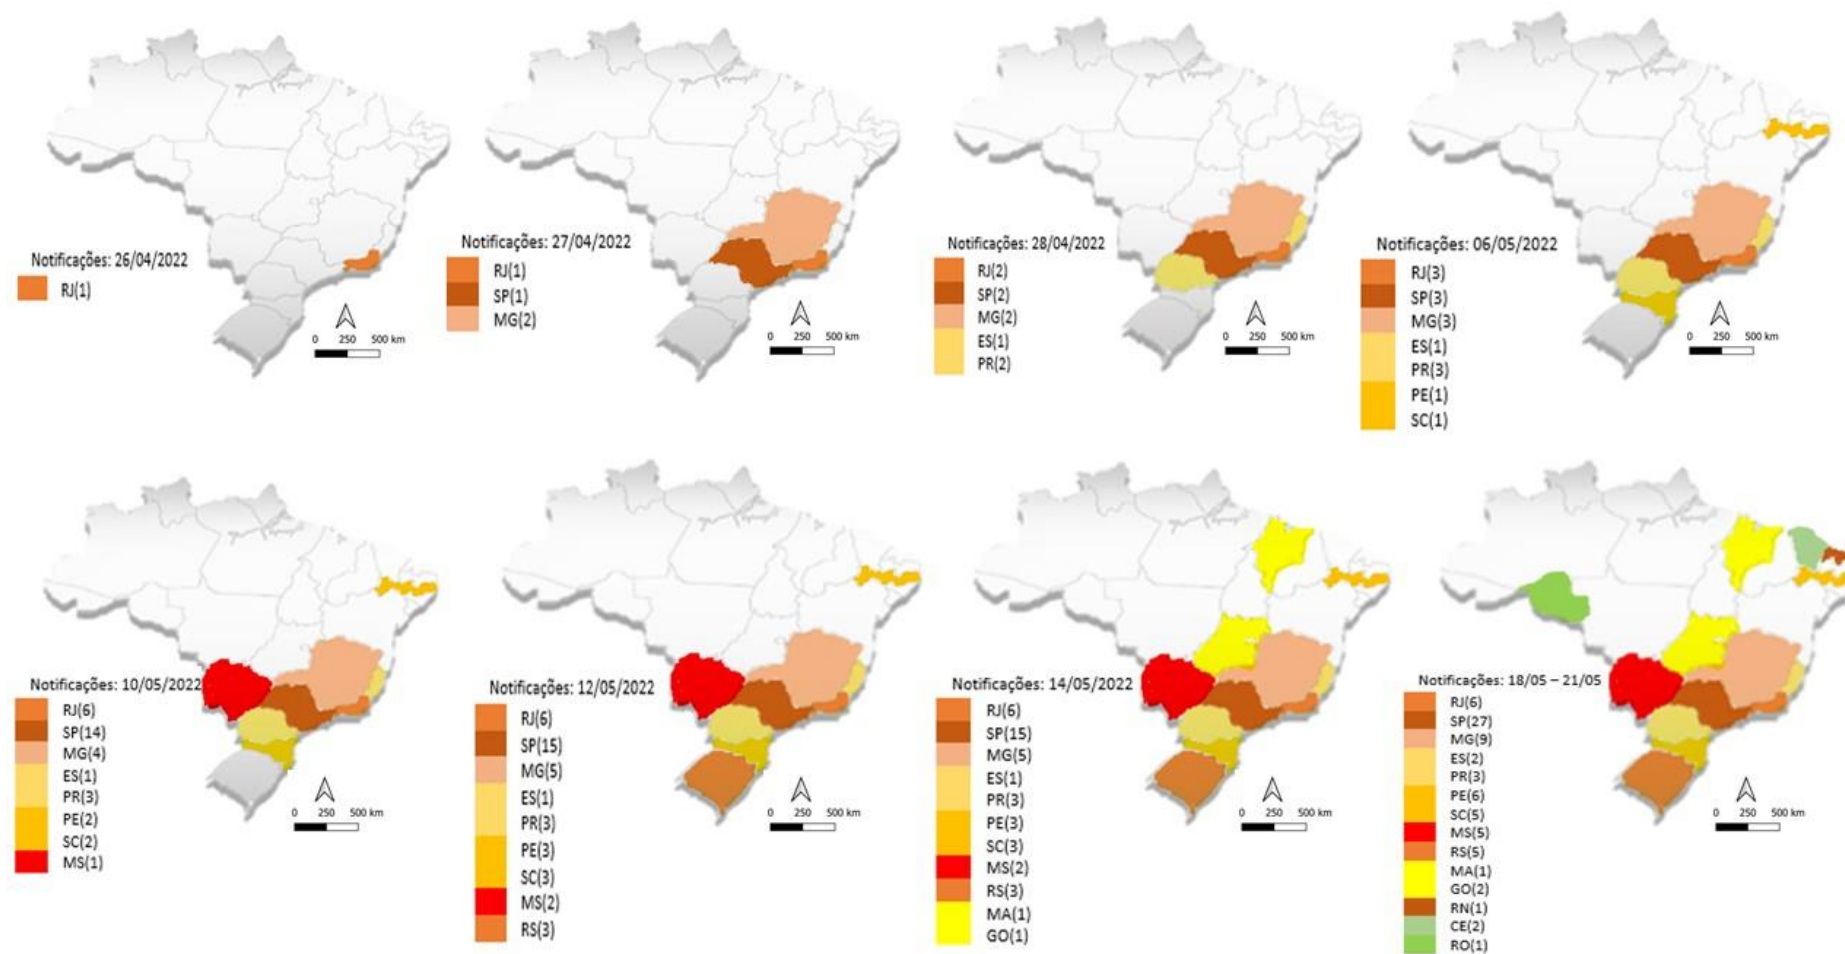 Notificações: 26/04/2022
RJ(1)
0 250 500 km
Notificações: 27/04/2022
RJ(1)
SP(1)
MG(2)
0 250 500 km
Notificações: 28/04/2022
RJ(2)
SP(2)
MG(2)
ES(1)
PR(2)
0 250 500 km
Notificações: 06/05/2022
RJ(3)
SP(3)
MG(3)
ES(1)
PR(3)
PE(1)
SC(1)
0 250 500 km
Notificações: 10/05/2022
RJ(6)
SP(14)
MG(4)
ES(1)
PR(3)
PE(2)
SC(2)
MS(1)
0 250 500 km
Notificações: 12/05/2022
RJ(6)
SP(15)
MG(5)
ES(1)
PR(3)
PE(3)
SC(3)
MS(2)
RS(3)
0 250 500 km
Notificações: 14/05/2022
RJ(6)
SP(15)
MG(5)
ES(1)
PR(3)
PE(3)
SC(3)
MS(2)
RS(3)
MA(1)
GO(1)
0 250 500 km
Notificações: 18/05 – 21/05
RJ(6)
SP(27)
MG(9)
ES(2)
PR(3)
PE(6)
SC(5)
MS(5)
RS(5)
MA(1)
GO(2)
RN(1)
CE(2)
RO(1)
0 250 500 km